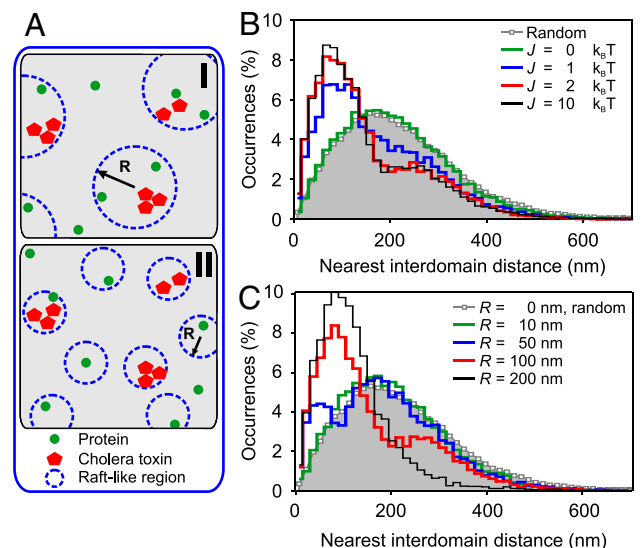 A
I
R
II
R
Protein
Cholera toxin
Raft-like region
B
Occurrences (%)
10
8
6
4
2
0
Random
J = 0 kBT
J = 1 kBT
J = 2 kBT
J = 10 kBT
0 200 400 600
Nearest interdomain distance (nm)
C
Occurrences (%)
10
8
6
4
2
0
R = 0 nm, random
R = 10 nm
R = 50 nm
R = 100 nm
R = 200 nm
0 200 400 600
Nearest interdomain distance (nm)